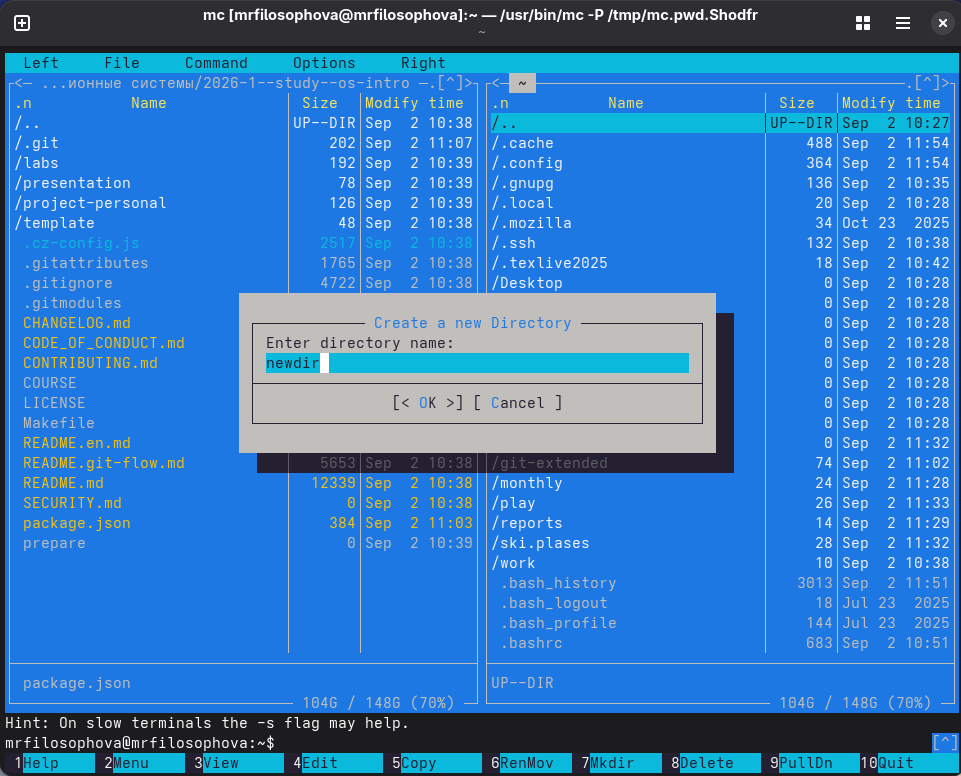 mc [mrfilosophova@mrfilosophova]:~ — /usr/bin/mc -P /tmp/mc.pwd.Shodfr
~
Left File Command Options Right
<— ...ионные системы/2026-1--study--os-intro —.[^]> <— ~ .[^]>
.n Name Size Modify time .n Name Size Modify time
/.. UP--DIR Sep 2 10:38 /.. UP--DIR Sep 2 10:27
/.git 202 Sep 2 11:07 /.cache 488 Sep 2 11:54
/labs 192 Sep 2 10:39 /.config 364 Sep 2 11:54
/presentation 78 Sep 2 10:39 /.gnupg 136 Sep 2 10:35
/project-personal 126 Sep 2 10:39 /.local 20 Sep 2 10:28
/template 48 Sep 2 10:38 /.mozilla 34 Oct 23 2025
.cz-config.js 2517 Sep 2 10:38 /.ssh 132 Sep 2 10:38
.gitattributes 1765 Sep 2 10:38 /.texlive2025 18 Sep 2 10:42
.gitignore 4722 Sep 2 10:38 /Desktop 0 Sep 2 10:28
.gitmodules 0 Sep 2 10:28
CHANGELOG.md Create a new Directory 0 Sep 2 10:28
CODE_OF_CONDUCT.md Enter directory name: 0 Sep 2 10:28
CONTRIBUTING.md newdir 0 Sep 2 10:28
COURSE 0 Sep 2 10:28
LICENSE [< OK >] [ Cancel ] 0 Sep 2 10:28
Makefile 0 Sep 2 10:28
README.en.md 0 Sep 2 11:32
README.git-flow.md 5653 Sep 2 10:38 /git-extended 74 Sep 2 11:02
README.md 12339 Sep 2 10:38 /monthly 24 Sep 2 11:28
SECURITY.md 0 Sep 2 10:38 /play 26 Sep 2 11:33
package.json 384 Sep 2 11:03 /reports 14 Sep 2 11:29
prepare 0 Sep 2 10:39 /ski.plases 28 Sep 2 11:32
/work 10 Sep 2 10:38
.bash_history 3013 Sep 2 11:51
.bash_logout 18 Jul 23 2025
.bash_profile 144 Jul 23 2025
.bashrc 683 Sep 2 10:51
package.json UP--DIR
104G / 148G (70%) 104G / 148G (70%)
Hint: On slow terminals the -s flag may help.
mrfilosophova@mrfilosophova:~$ [^]
1Help 2Menu 3View 4Edit 5Copy 6RenMov 7Mkdir 8Delete 9PullDn 10Quit